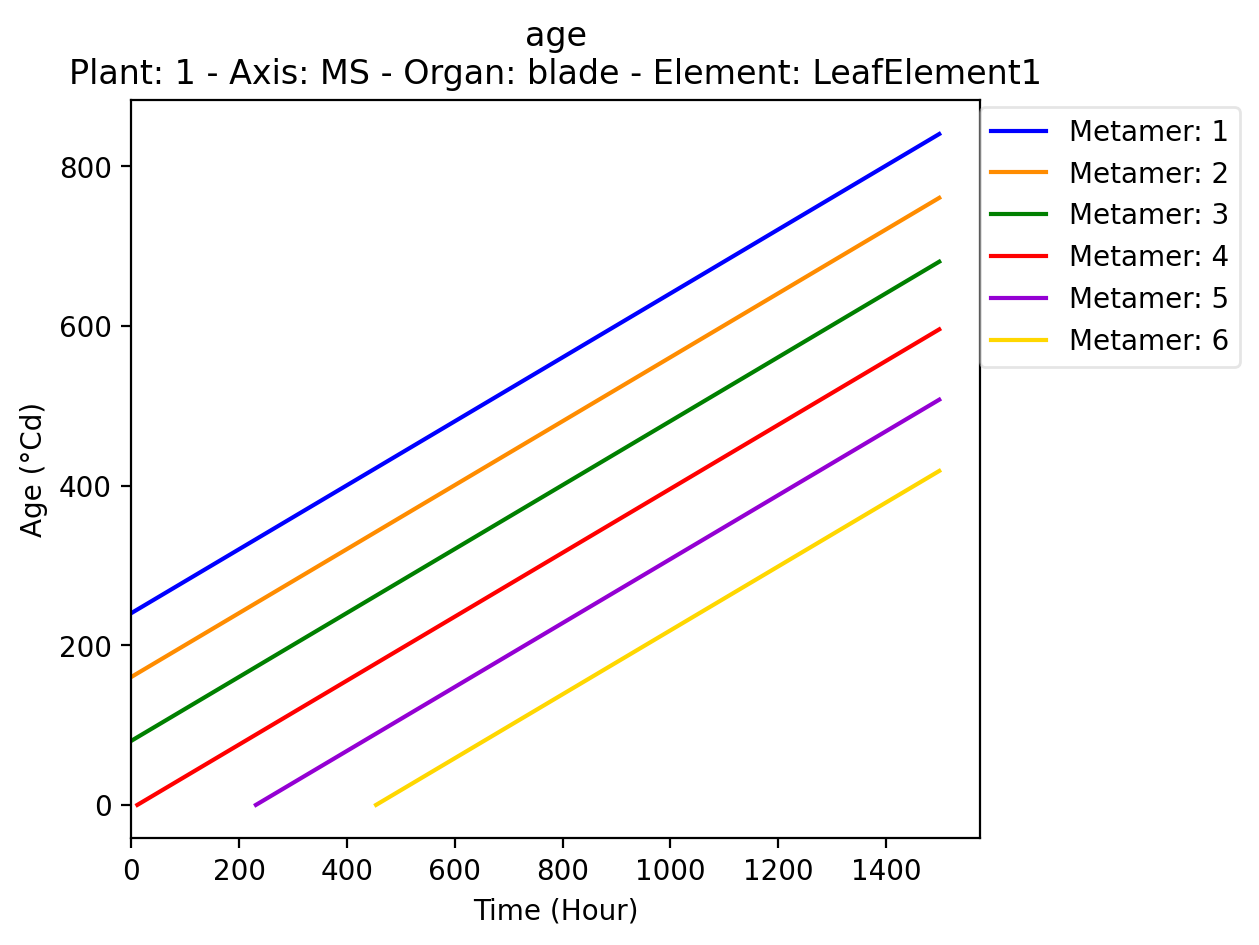 age
Plant: 1 - Axis: MS - Organ: blade - Element: LeafElement1
Metamer: 1
Metamer: 2
Metamer: 3
Metamer: 4
Metamer: 5
Metamer: 6
Age (°Cd)
800
600
400
200
0
0 200 400 600 800 1000 1200 1400
Time (Hour)